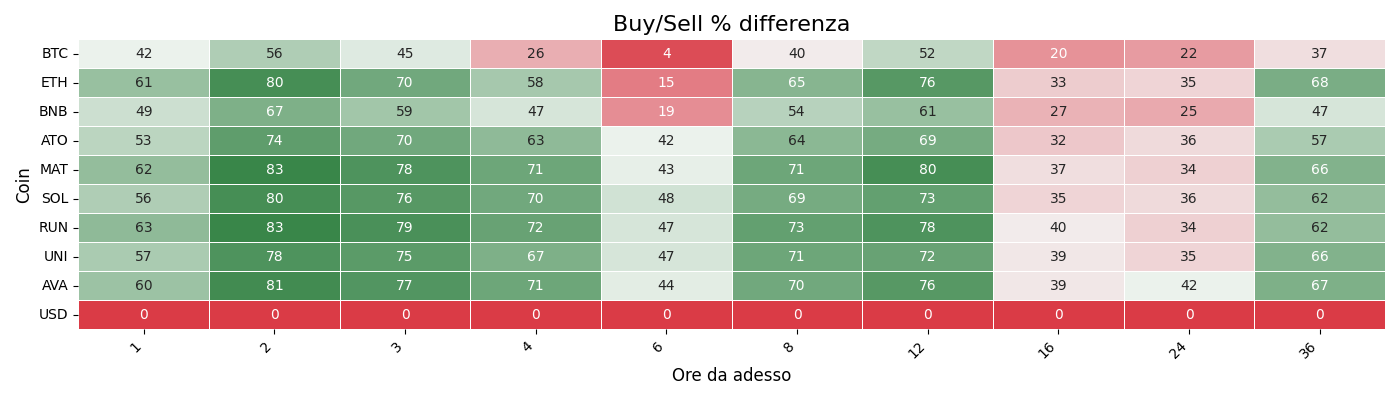 Buy/Sell % differenza
Coin
BTC 42 56 45 26 4 40 52 20 22 37
ETH 61 80 70 58 15 65 76 33 35 68
BNB 49 67 59 47 19 54 61 27 25 47
ATO 53 74 70 63 42 64 69 32 36 57
MAT 62 83 78 71 43 71 80 37 34 66
SOL 56 80 76 70 48 69 73 35 36 62
RUN 63 83 79 72 47 73 78 40 34 62
UNI 57 78 75 67 47 71 72 39 35 66
AVA 60 81 77 71 44 70 76 39 42 67
USD 0 0 0 0 0 0 0 0 0 0
1 2 3 4 6 8 12 16 24 36
Ore da adesso